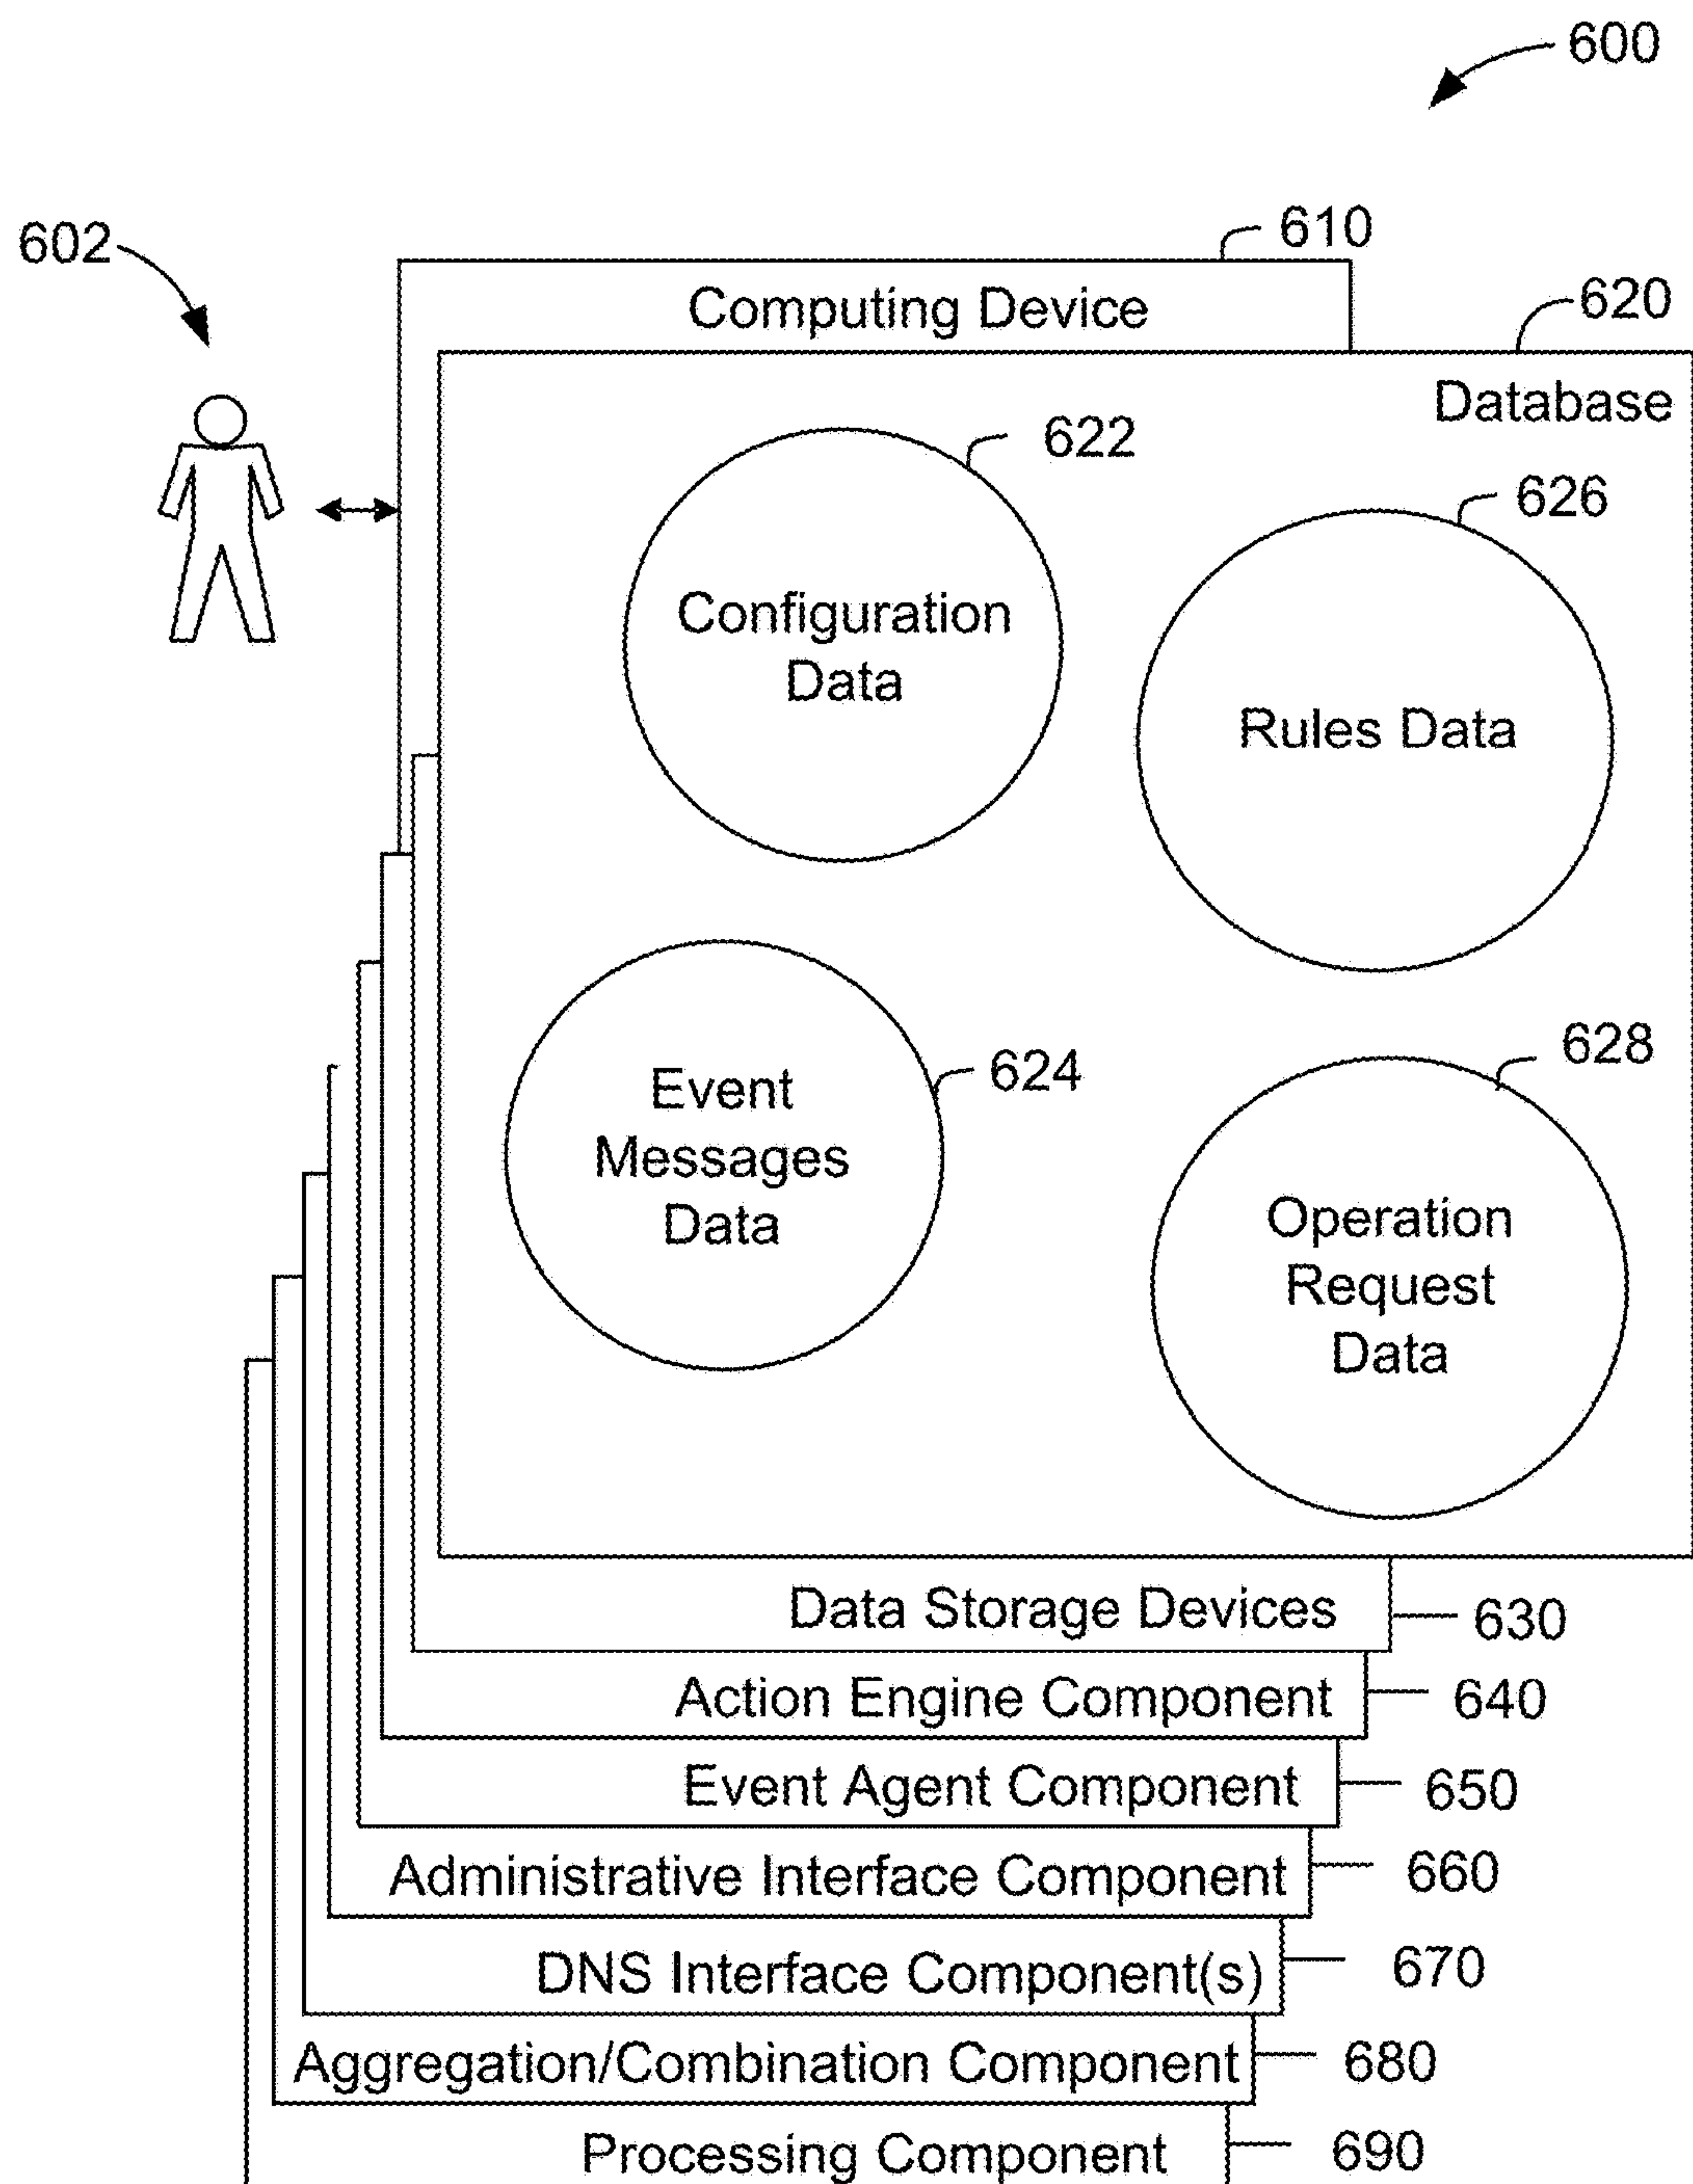 600
602
610
Computing Device
620
Database
622
626
Configuration
Data
Rules Data
624
628
Event
Messages
Data
Operation
Request
Data
Data Storage Devices
630
Action Engine Component
640
Event Agent Component
650
Administrative Interface Component
660
DNS Interface Component(s)
670
Aggregation/Combination Component
680
Processing Component
690